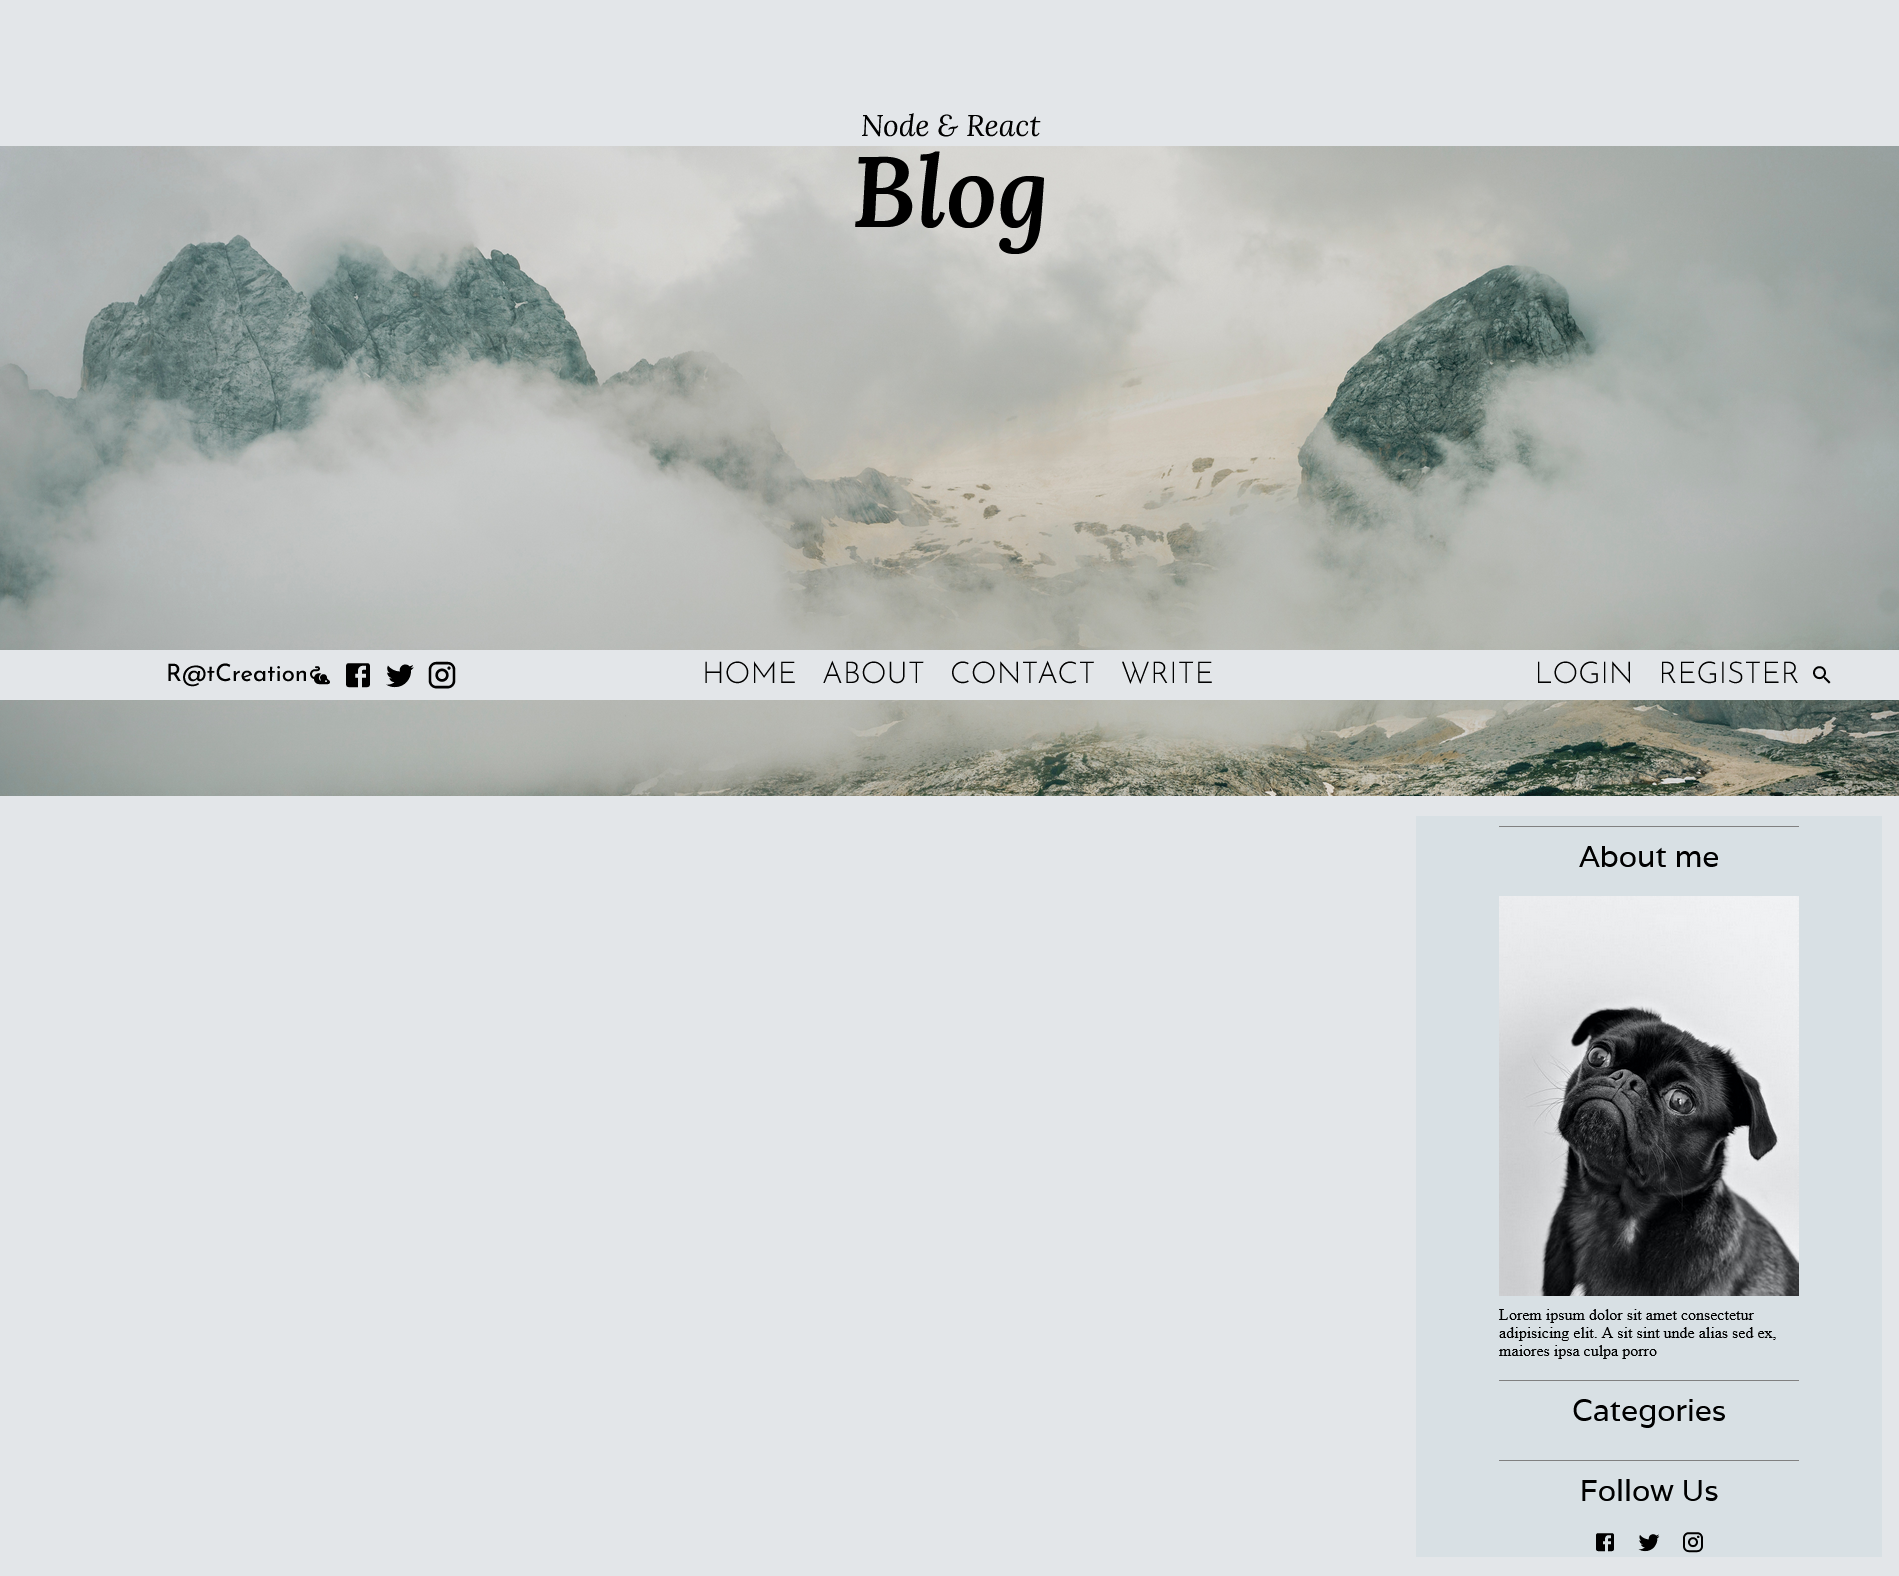 Node & React
Blog
R@tCreation
HOME ABOUT CONTACT WRITE
LOGIN REGISTER
About me
Lorem ipsum dolor sit amet consectetur
adipisicing elit. A sit sint unde alias sed ex,
maiores ipsa culpa porro
Categories
Follow Us